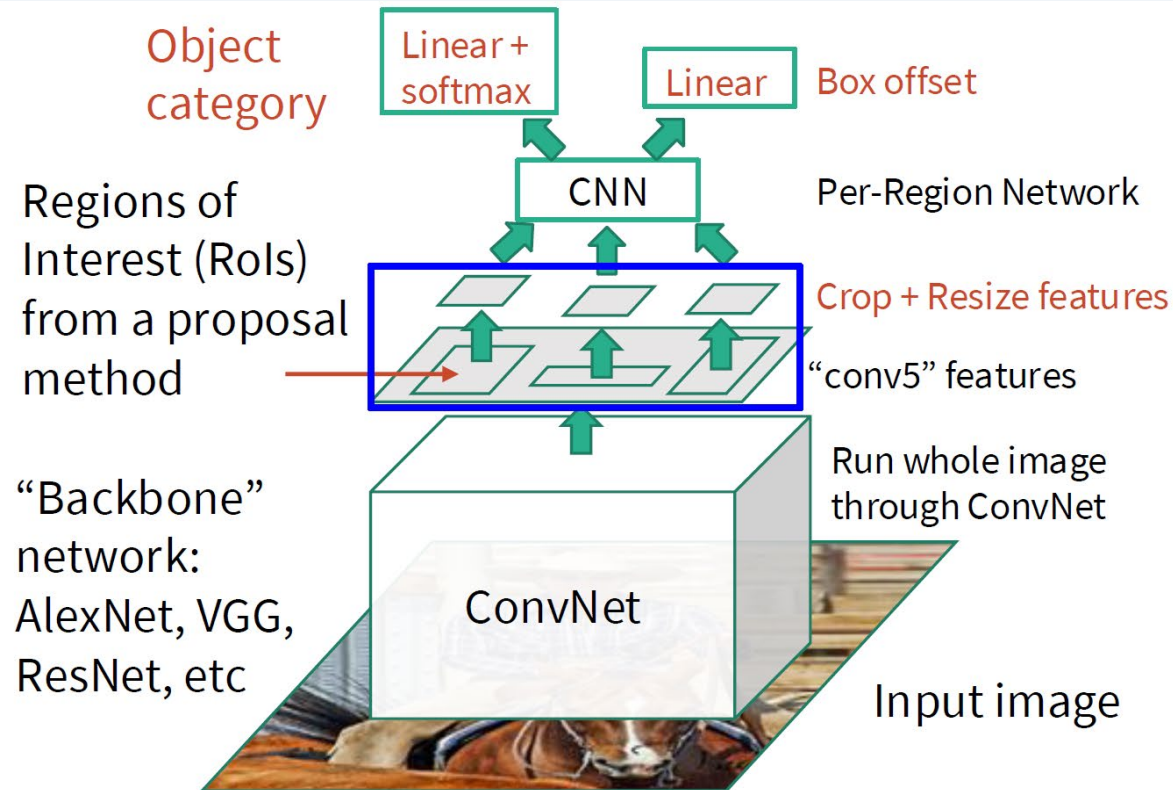 Object
category
Linear +
softmax
Linear
Box offset
CNN
Per-Region Network
Regions of
Interest (RoIs)
from a proposal
method
Crop + Resize features
“conv5” features
Run whole image
through ConvNet
“Backbone”
network:
AlexNet, VGG,
ResNet, etc
ConvNet
Input image